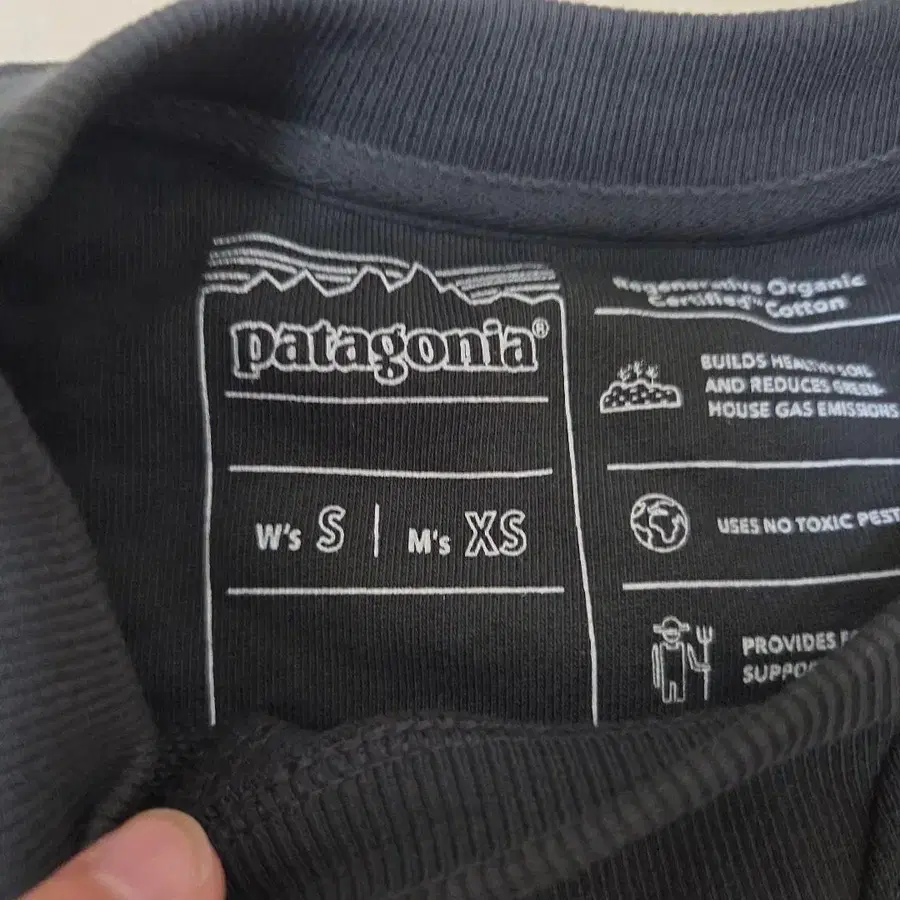 patagonia®
W's S | M's XS
Regenerative Organic
Certified™ Cotton
BUILDS HEALTHY SOIL
AND REDUCES GREEN-
HOUSE GAS EMISSIONS
USES NO TOXIC PEST
PROVIDES
SUPPO